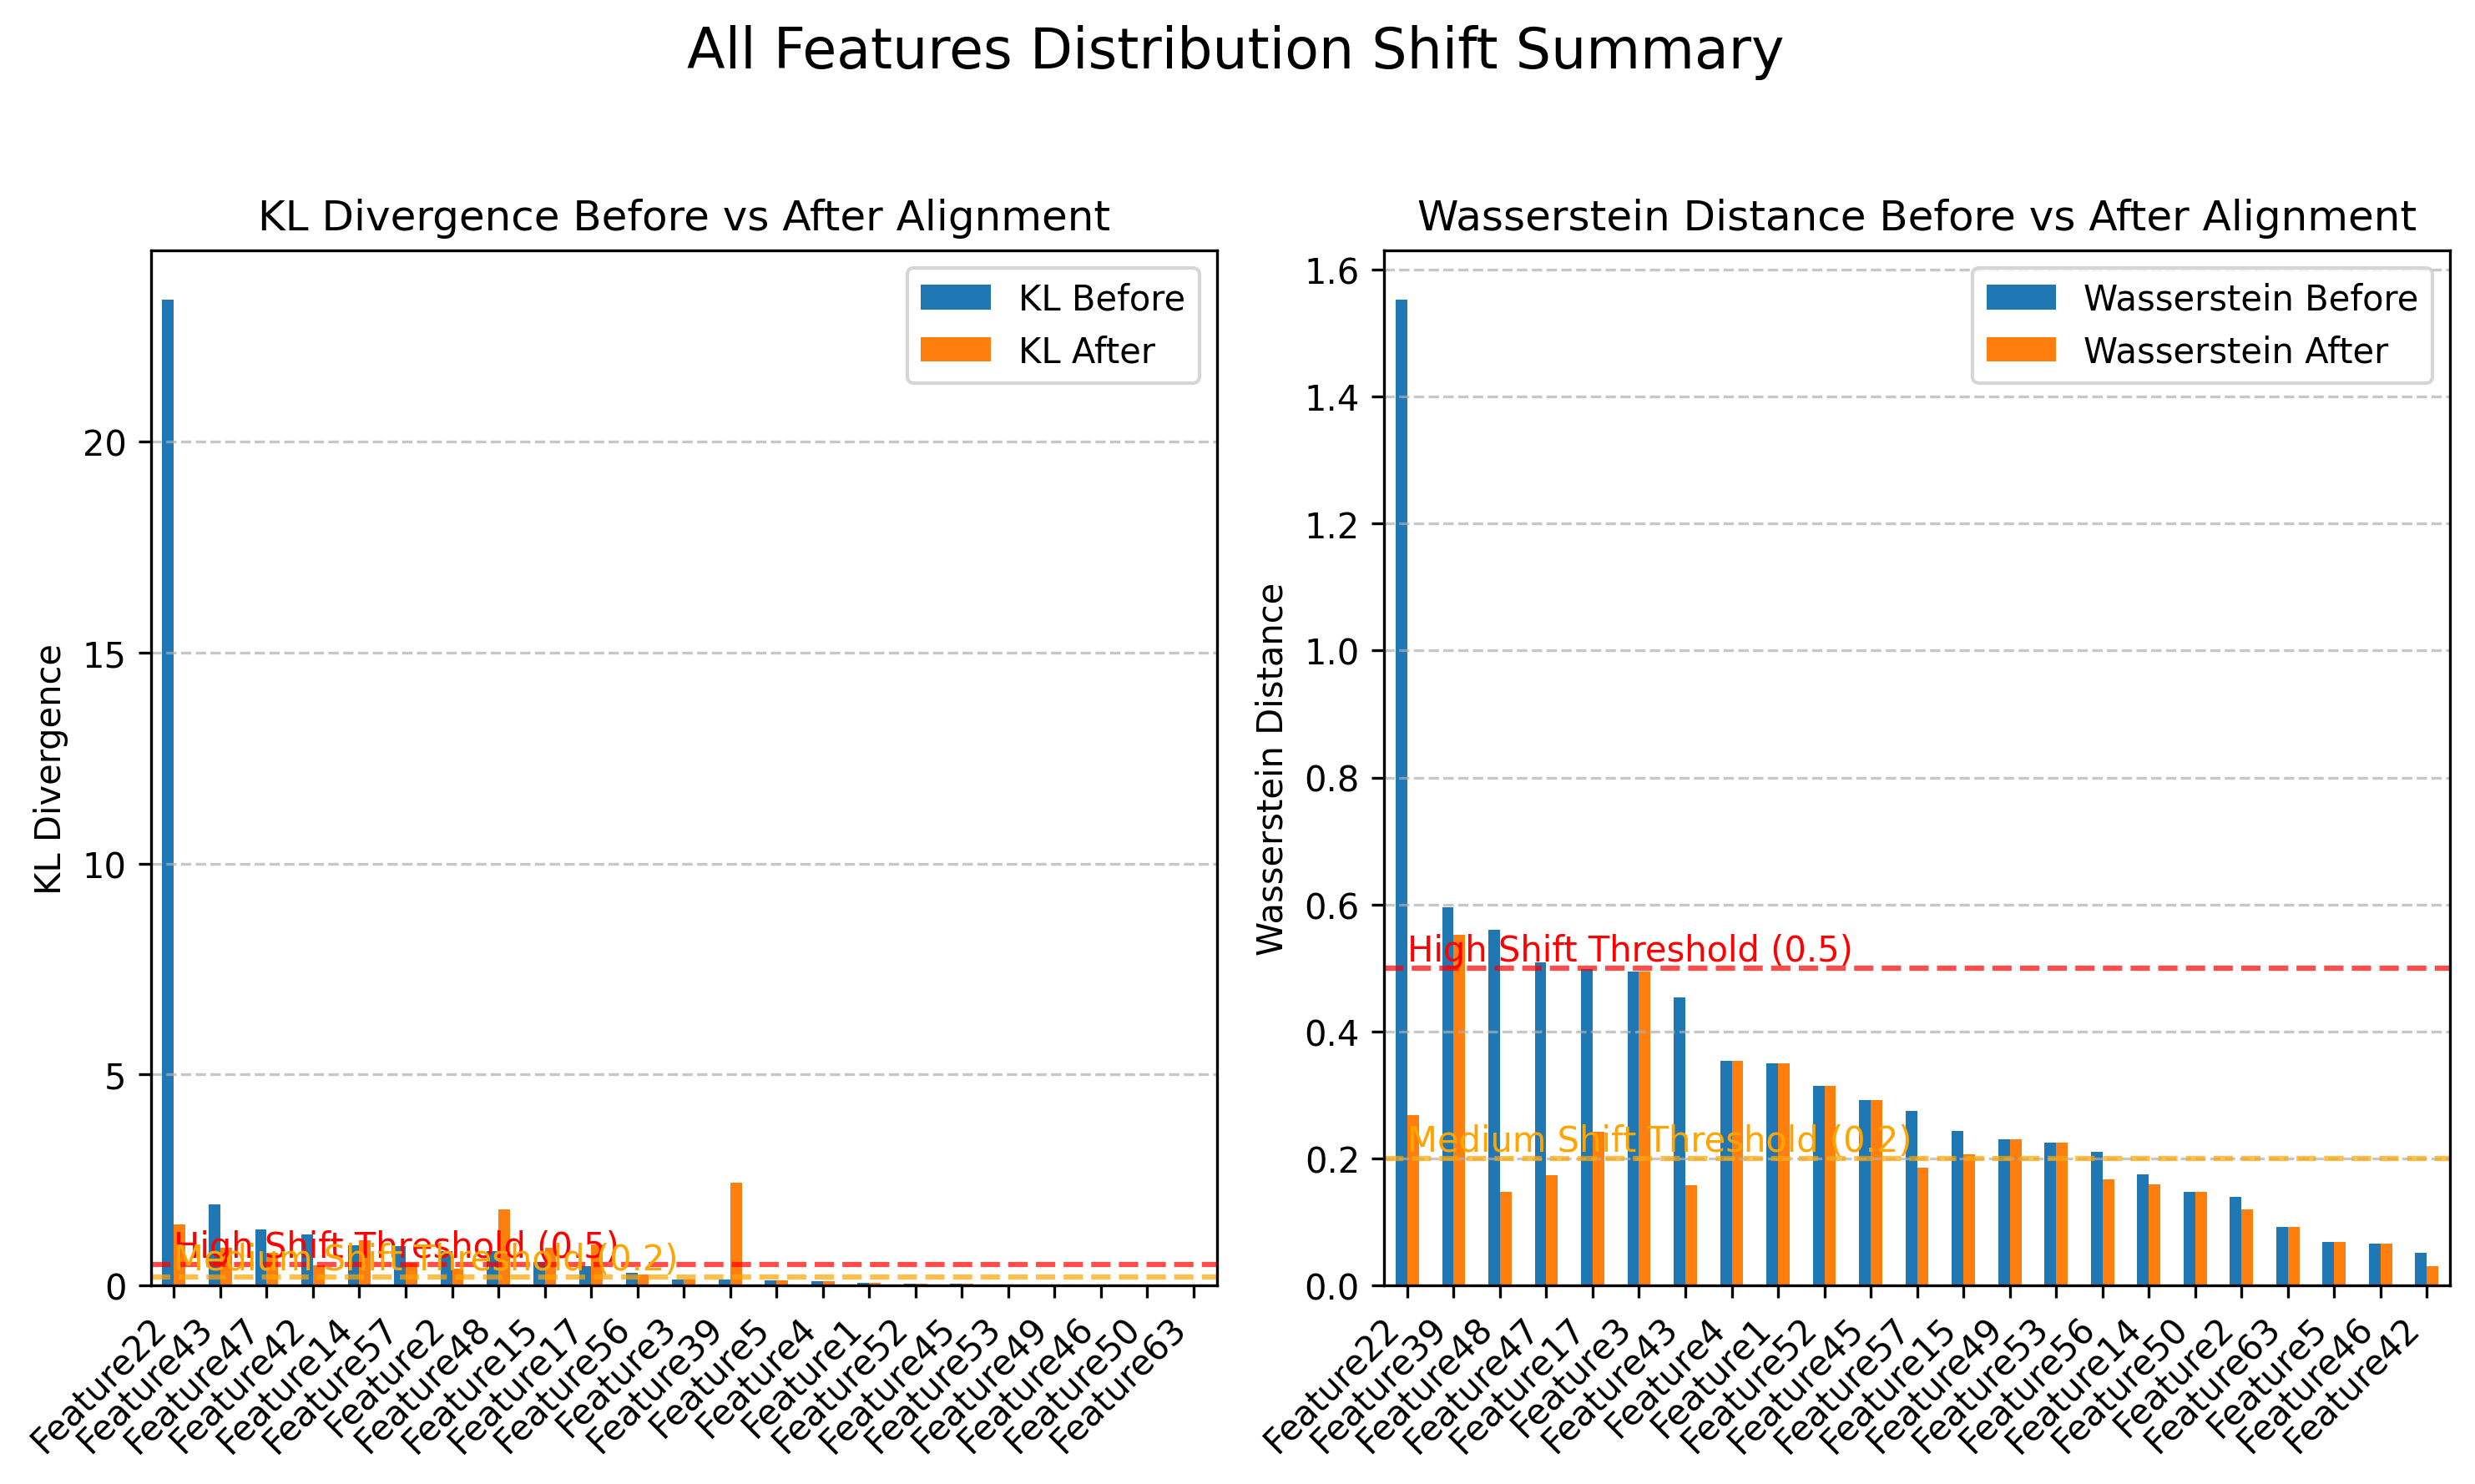 All Features Distribution Shift Summary
KL Divergence Before vs After Alignment
KL Before
KL After
KL Divergence
20
15
10
5
0
High Shift Threshold (0.5)
Medium Shift Threshold (0.2)
Feature22
Feature43
Feature47
Feature42
Feature14
Feature57
Feature2
Feature48
Feature15
Feature17
Feature56
Feature3
Feature39
Feature5
Feature4
Feature1
Feature52
Feature45
Feature53
Feature49
Feature46
Feature50
Feature63
Wasserstein Distance Before vs After Alignment
Wasserstein Before
Wasserstein After
Wasserstein Distance
1.6
1.4
1.2
1.0
0.8
0.6
0.4
0.2
0.0
High Shift Threshold (0.5)
Medium Shift Threshold (0.2)
Feature22
Feature39
Feature48
Feature47
Feature17
Feature3
Feature43
Feature4
Feature1
Feature52
Feature45
Feature57
Feature15
Feature49
Feature53
Feature56
Feature14
Feature50
Feature2
Feature63
Feature5
Feature46
Feature42